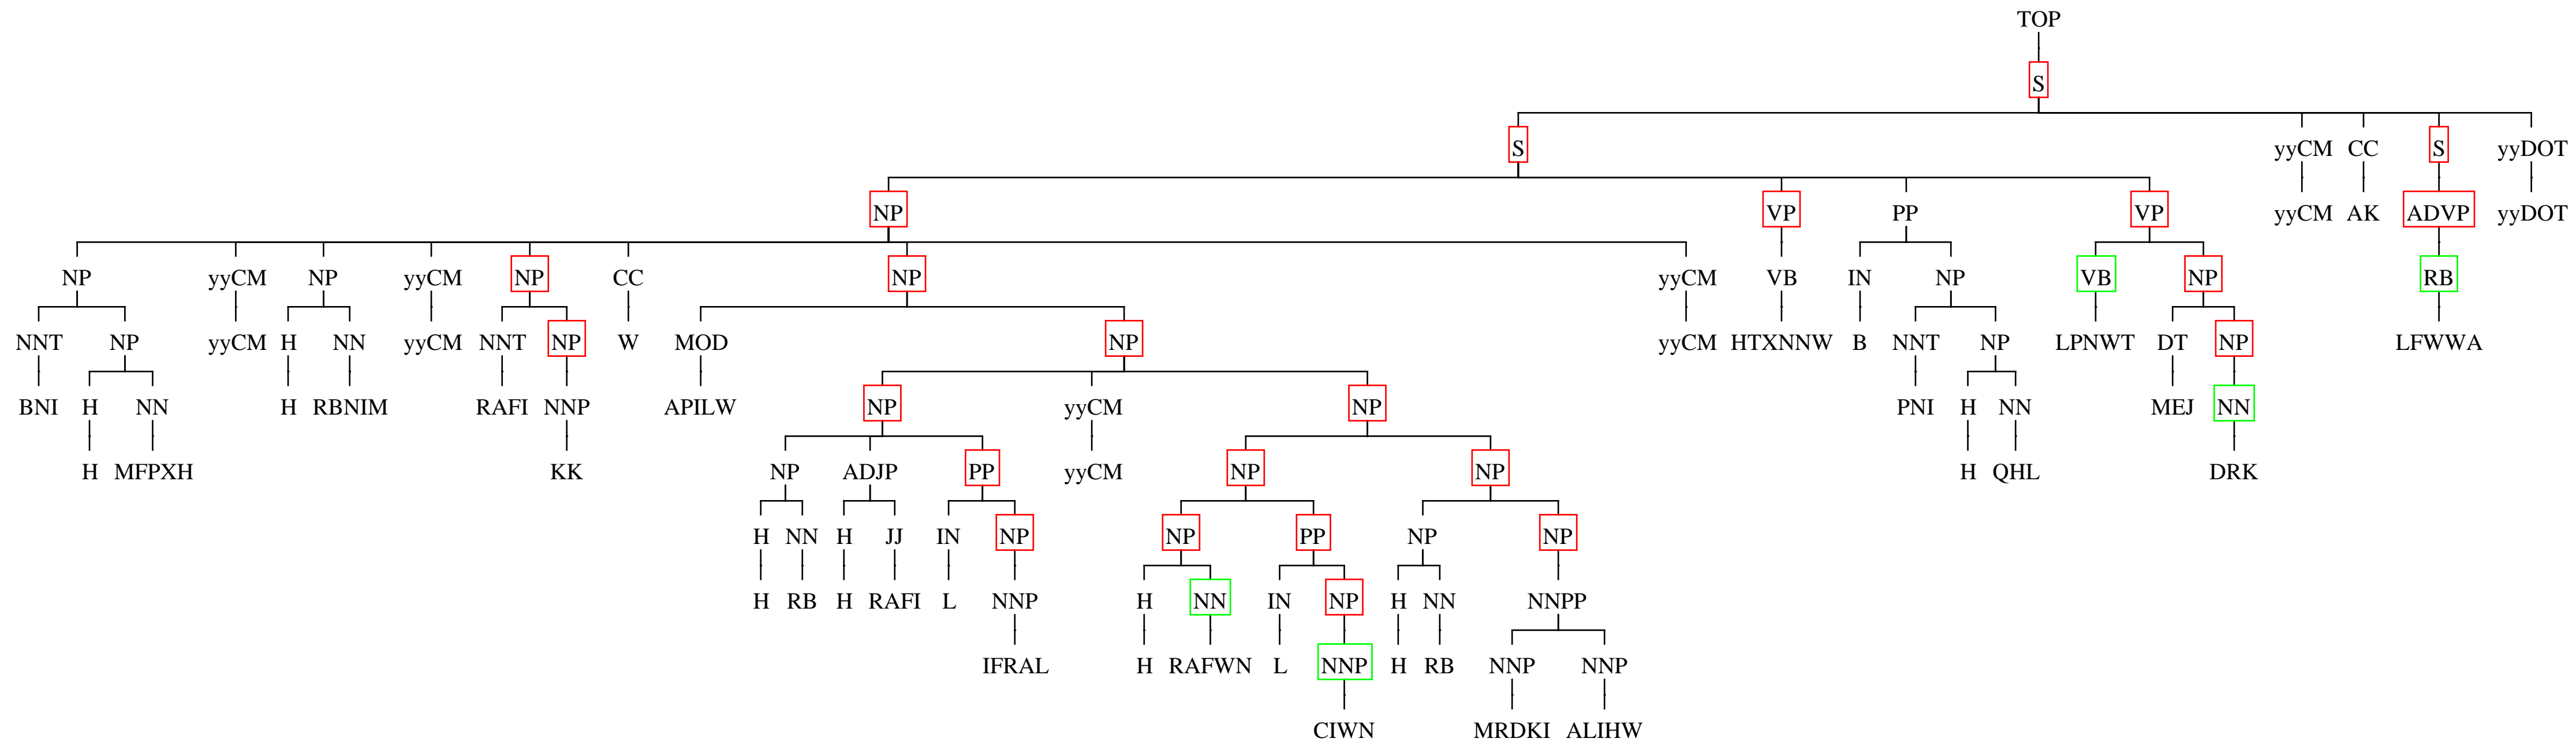 TOP
S
S yyCM CC S yyDOT
NP VP PP VP yyCM AK ADVP yyDOT
NP yyCM NP yyCM NP CC NP yyCM VB IN NP VB NP RB
NNT NP yyCM H NN yyCM NNT NP W MOD NP yyCM HTXNNW B NNT NP LPNWT DT NP LFWWA
BNI H NN H RBNIM RAFI NNP APILW NP yyCM NP PNI H NN MEJ NN
H MFPXH KK NP ADJP PP yyCM NP NP H QHL DRK
H NN H JJ IN NP NP PP NP NP
H RB H RAFI L NNP H NN IN NP H NN NNPP
IFRAL H RAFWN L NNP H RB NNP NNP
CIWN MRDKI ALIHW